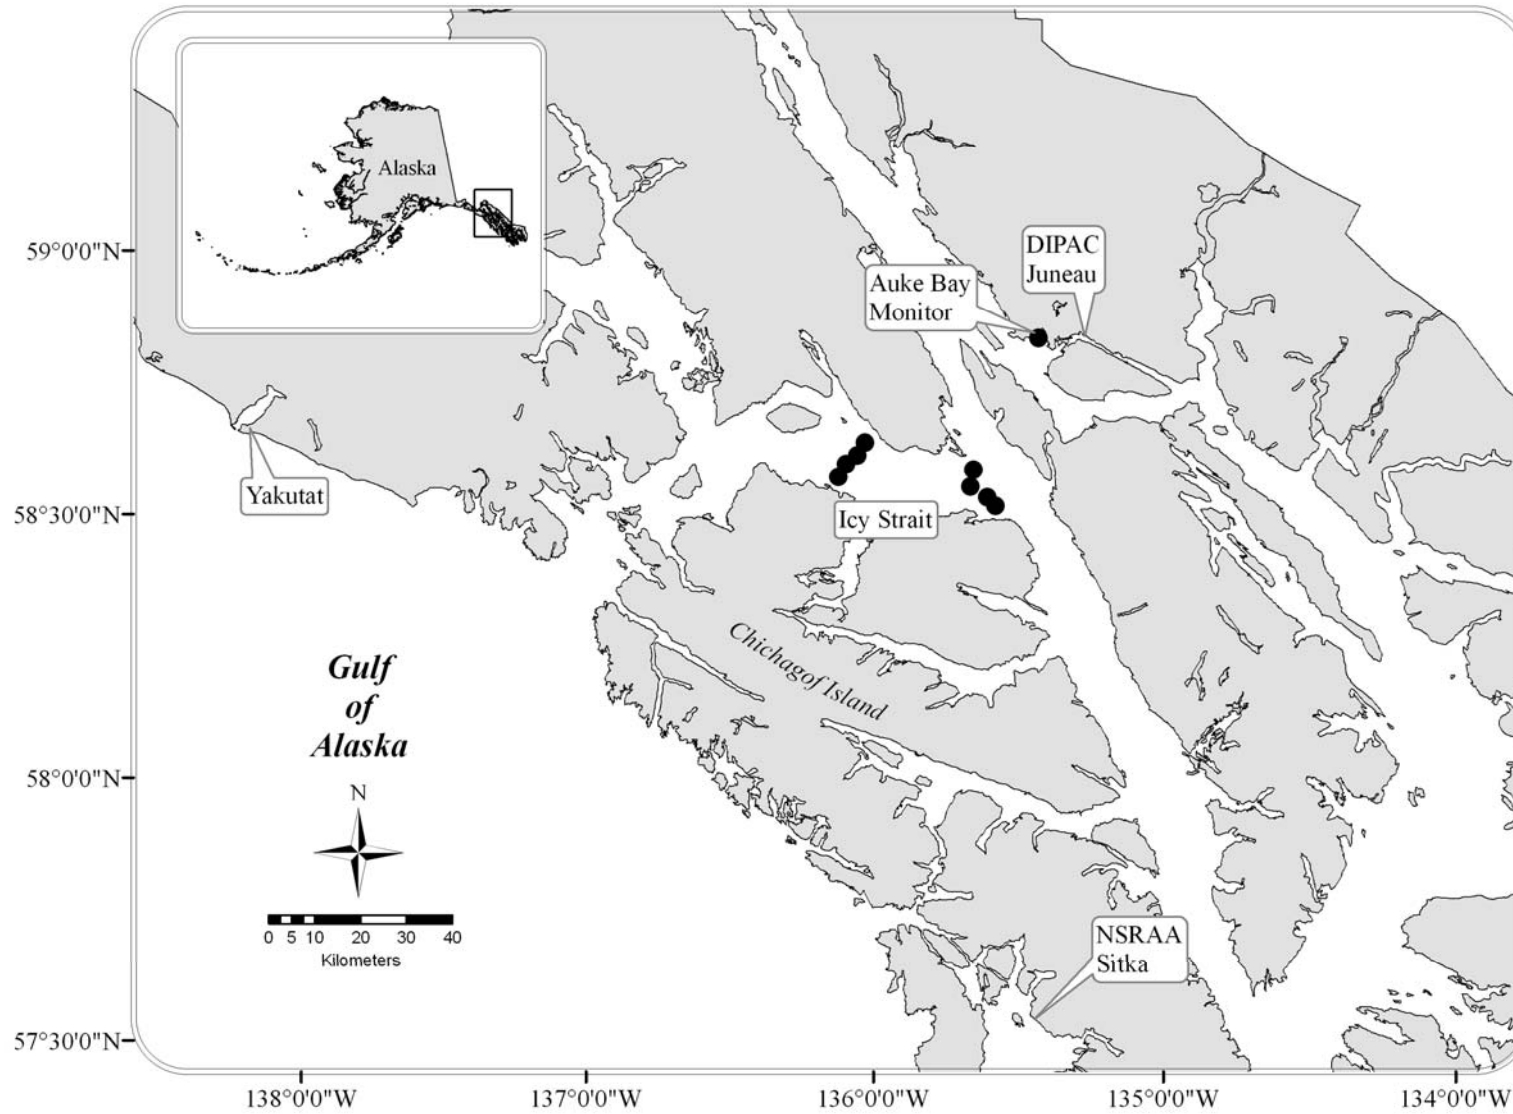 Alaska
59°0'0"N
DIPAC
Juneau
Auke Bay
Monitor
Yakutat
58°30'0"N
Icy Strait
Chichagof Island
Gulf
of
Alaska
58°0'0"N
N
0 5 10 20 30 40
Kilometers
NSRAA
Sitka
57°30'0"N
138°0'0"W 137°0'0"W 136°0'0"W 135°0'0"W 134°0'0"W